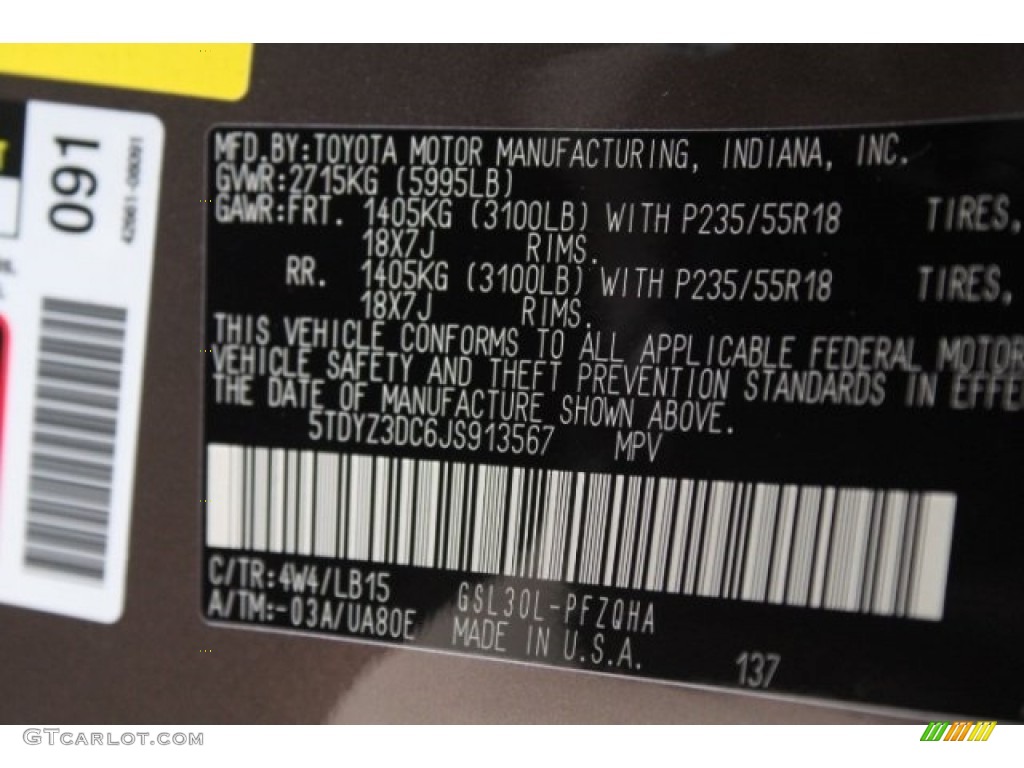 091
42061-08091
MFD.BY:TOYOTA MOTOR MANUFACTURING, INDIANA, INC.
GVWR:2715KG (5995LB)
GAWR:FRT. 1405KG (3100LB) WITH P235/55R18 TIRES,
18X7J RIMS.
RR. 1405KG (3100LB) WITH P235/55R18 TIRES,
18X7J RIMS.
THIS VEHICLE CONFORMS TO ALL APPLICABLE FEDERAL MOTOR
VEHICLE SAFETY AND THEFT PREVENTION STANDARDS IN EFFE
THE DATE OF MANUFACTURE SHOWN ABOVE.
5TDYZ3DC6JS913567 MPV
C/TR:4W4/LB15 GSL30L-PFZQHA
A/TM:-03A/UA80E MADE IN U.S.A. 137
GTCARLOT.COM